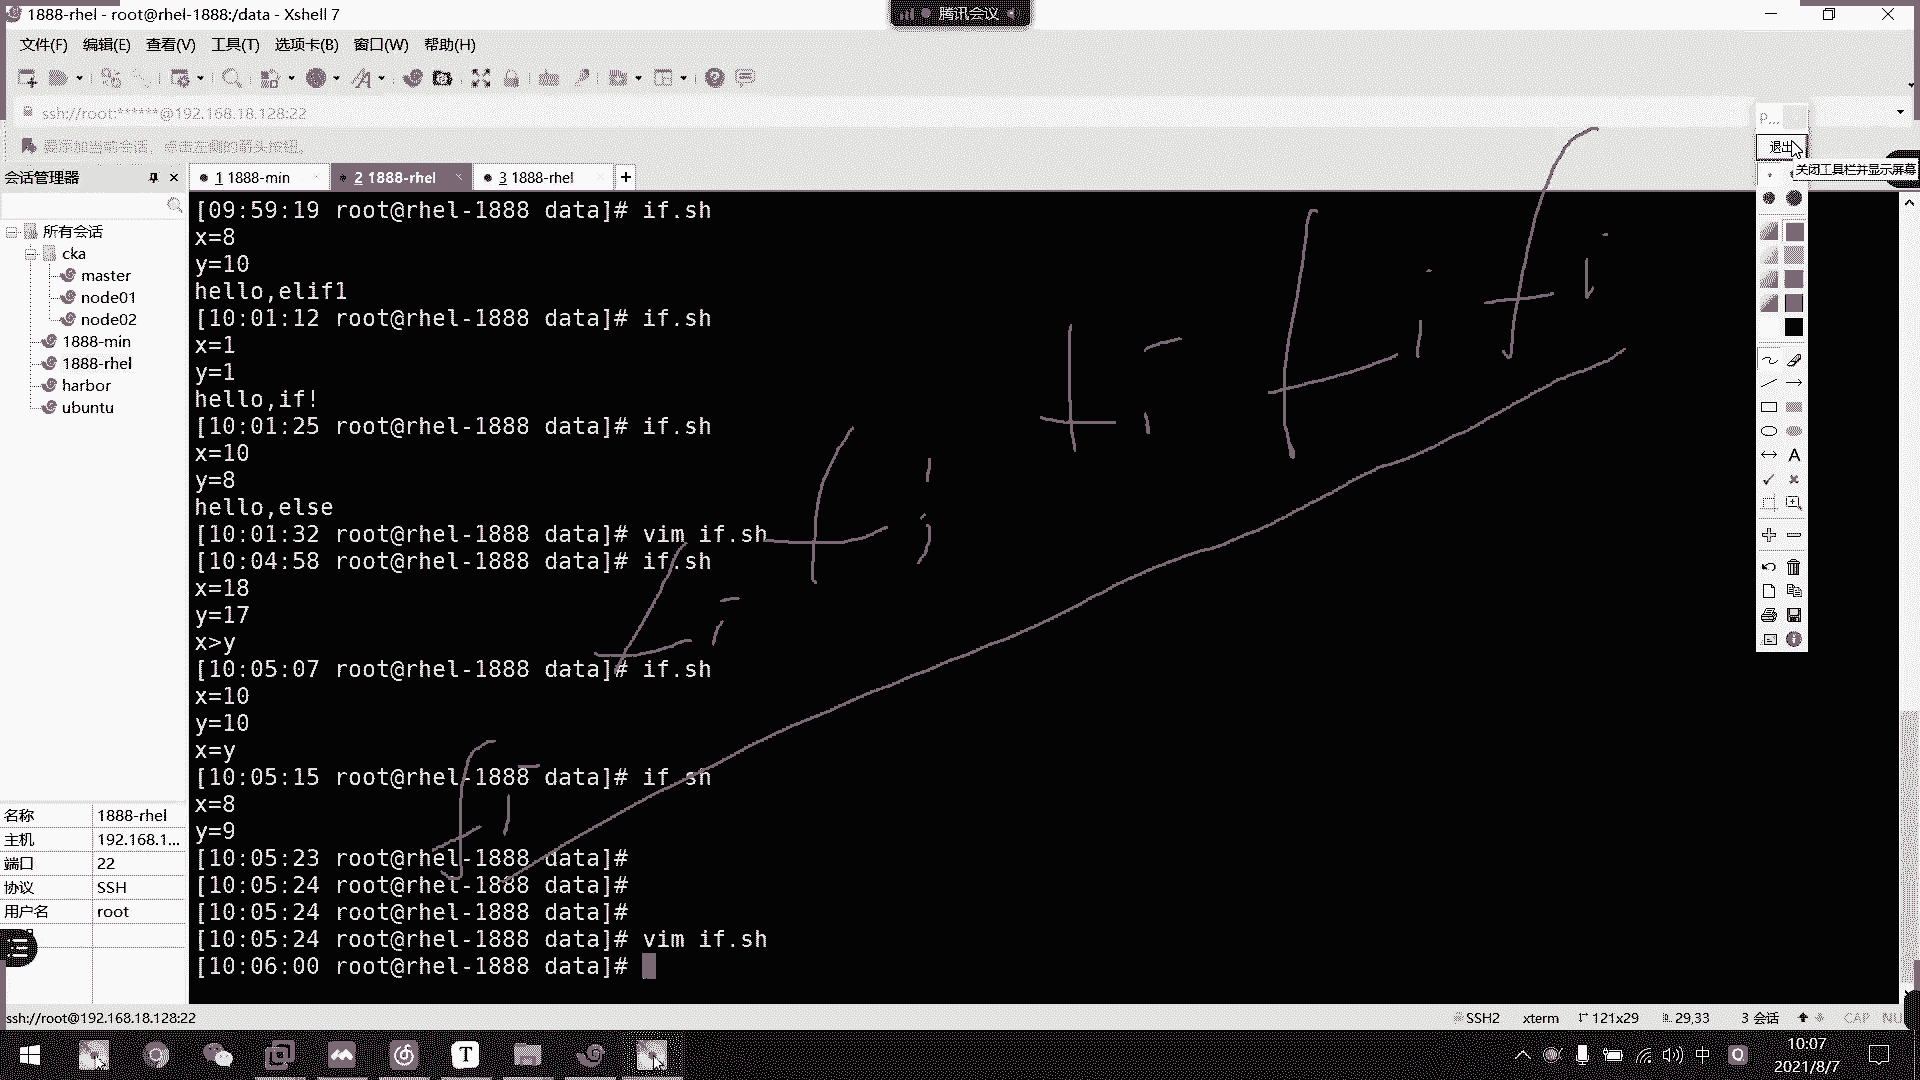 1888-rhel - root@rhel-1888:/data - Xshell 7
腾讯会议
文件(F) 编辑(E) 查看(V) 工具(T) 选项卡(B) 窗口(W) 帮助(H)
ssh://root:******@192.168.18.128:22
要添加当前会话，点击左侧的箭头按钮。
P...
退出
关闭工具栏并显示屏幕
会话管理器
1 1888-min
2 1888-rhel
3 1888-rhel
所有会话
cka
master
node01
node02
1888-min
1888-rhel
harbor
ubuntu
[09:59:19 root@rhel-1888 data]# if.sh
x=8
y=10
hello,elif1
[10:01:12 root@rhel-1888 data]# if.sh
x=1
y=1
hello,if!
[10:01:25 root@rhel-1888 data]# if.sh
x=10
y=8
hello,else
[10:01:32 root@rhel-1888 data]# vim if.sh
[10:04:58 root@rhel-1888 data]# if.sh
x=18
y=17
x>y
[10:05:07 root@rhel-1888 data]# if.sh
x=10
y=10
x=y
[10:05:15 root@rhel-1888 data]# if.sh
x=8
y=9
[10:05:23 root@rhel-1888 data]#
[10:05:24 root@rhel-1888 data]#
[10:05:24 root@rhel-1888 data]#
[10:05:24 root@rhel-1888 data]# vim if.sh
[10:06:00 root@rhel-1888 data]#
fi
fi
fi
fi
fi
fi
名称 1888-rhel
主机 192.168.1...
端口 22
协议 SSH
用户名 root
ssh://root@192.168.18.128:22
SSH2 xterm 121x29 29,33 3 会话 CAP NU
中
10:07
2021/8/7